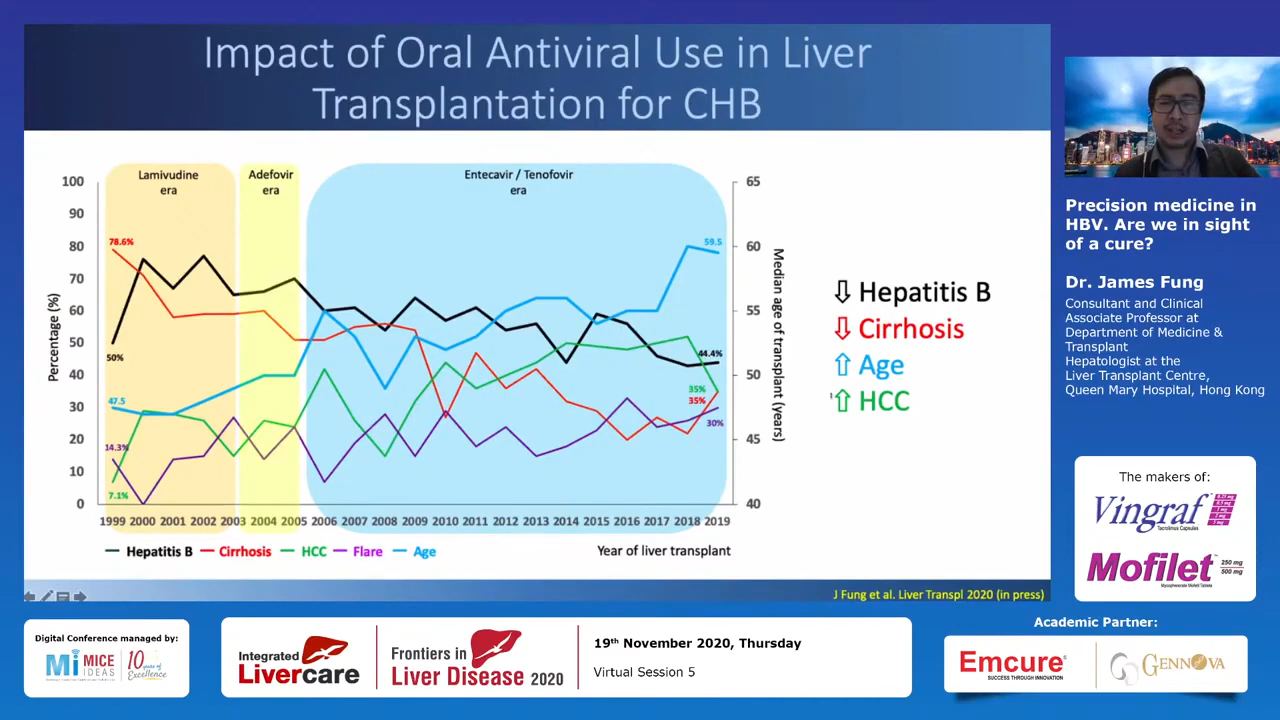 Impact of Oral Antiviral Use in Liver
Transplantation for CHB
Lamivudine
era
Adefovir
era
Entecavir / Tenofovir
era
Percentage (%)
100
90
80
70
60
50
40
30
20
10
0
78.6%
50%
47.5
14.3%
7.1%
59.5
44.4%
35%
35%
30%
65
60
55
50
45
40
Median age of transplant (years)
1999 2000 2001 2002 2003 2004 2005 2006 2007 2008 2009 2010 2011 2012 2013 2014 2015 2016 2017 2018 2019
Hepatitis B Cirrhosis HCC Flare Age
Year of liver transplant
⇩ Hepatitis B
⇩ Cirrhosis
⇧ Age
⇧ HCC
J Fung et al. Liver Transpl 2020 (in press)
Precision medicine in
HBV. Are we in sight
of a cure?
Dr. James Fung
Consultant and Clinical
Associate Professor at
Department of Medicine &
Transplant
Hepatologist at the
Liver Transplant Centre,
Queen Mary Hospital, Hong Kong
The makers of:
Vingraf™
Tacrolimus Capsules
Mofilet™
250 mg
500 mg
Mycophenolate Mofetil Tablets
Digital Conference managed by:
Mi MICE
IDEAS
10 years of
Excellence
Integrated
Livercare
Frontiers in
Liver Disease 2020
19th November 2020, Thursday
Virtual Session 5
Academic Partner:
Emcure®
SUCCESS THROUGH INNOVATION
GENNOVA